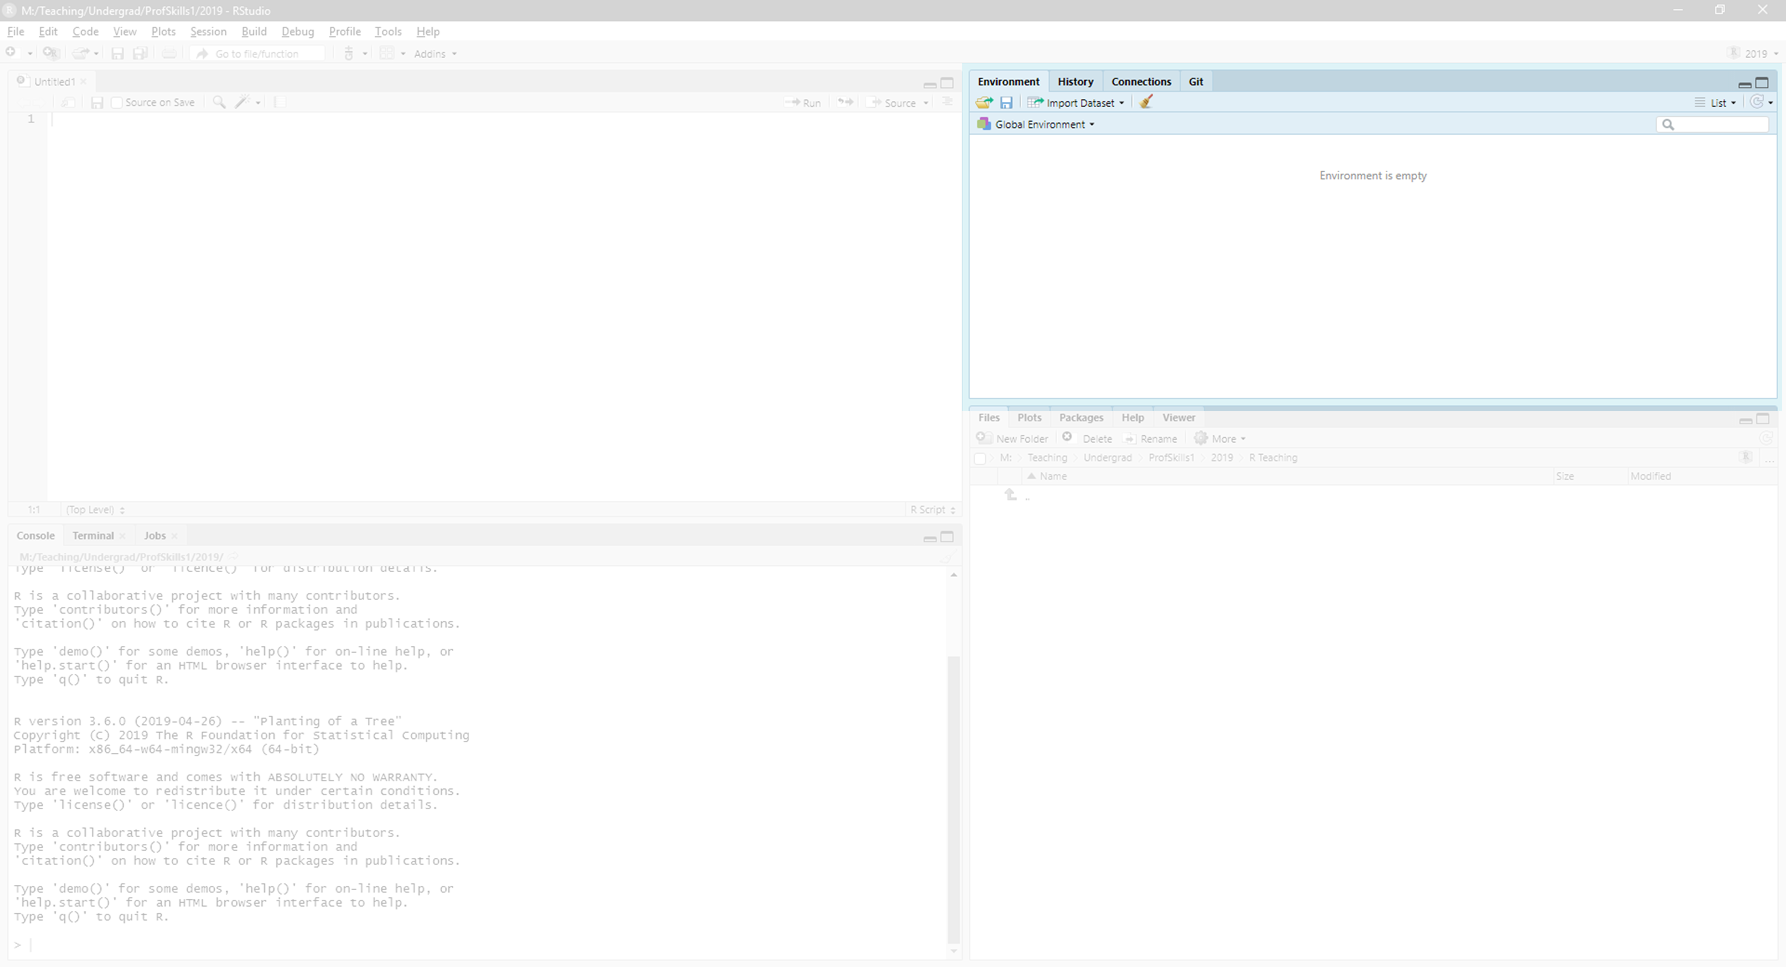 M:/Teaching/Undergrad/ProfSkills1/2019 - RStudio
File Edit Code View Plots Session Build Debug Profile Tools Help
Go to file/function Addins 2019
Untitled1
Source on Save Run Source
1
1:1 (Top Level) R Script
Console Terminal Jobs
M:/Teaching/Undergrad/ProfSkills1/2019/
Type 'license()' or 'licence()' for distribution details.
R is a collaborative project with many contributors.
Type 'contributors()' for more information and
'citation()' on how to cite R or R packages in publications.
Type 'demo()' for some demos, 'help()' for on-line help, or
'help.start()' for an HTML browser interface to help.
Type 'q()' to quit R.
R version 3.6.0 (2019-04-26) -- "Planting of a Tree"
Copyright (C) 2019 The R Foundation for Statistical Computing
Platform: x86_64-w64-mingw32/x64 (64-bit)
R is free software and comes with ABSOLUTELY NO WARRANTY.
You are welcome to redistribute it under certain conditions.
Type 'license()' or 'licence()' for distribution details.
R is a collaborative project with many contributors.
Type 'contributors()' for more information and
'citation()' on how to cite R or R packages in publications.
Type 'demo()' for some demos, 'help()' for on-line help, or
'help.start()' for an HTML browser interface to help.
Type 'q()' to quit R.
>
Environment History Connections Git
Import Dataset List
Global Environment
Environment is empty
Files Plots Packages Help Viewer
New Folder Delete Rename More
M: Teaching Undergrad ProfSkills1 2019 R Teaching ...
Name Size Modified
..